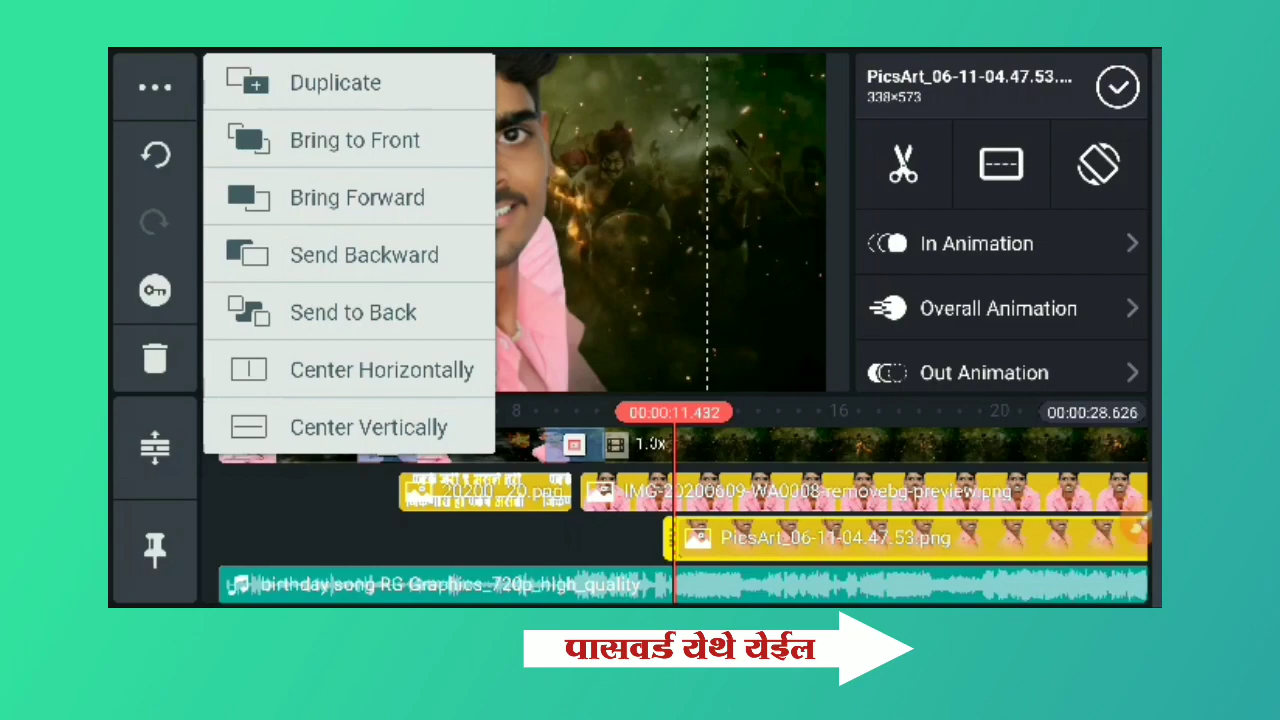 Duplicate
Bring to Front
Bring Forward
Send Backward
Send to Back
Center Horizontally
Center Vertically
PicsArt_06-11-04.47.53....
338×573
In Animation
Overall Animation
Out Animation
8
00:00:11.432
16
20
00:00:28.626
1.0x
IMG-20200609-WA0008-removebg-preview.png
PicsArt_06-11-04.47.53.png
birthday song RG Graphics_720p_high_quality
पासवर्ड येथे येईल